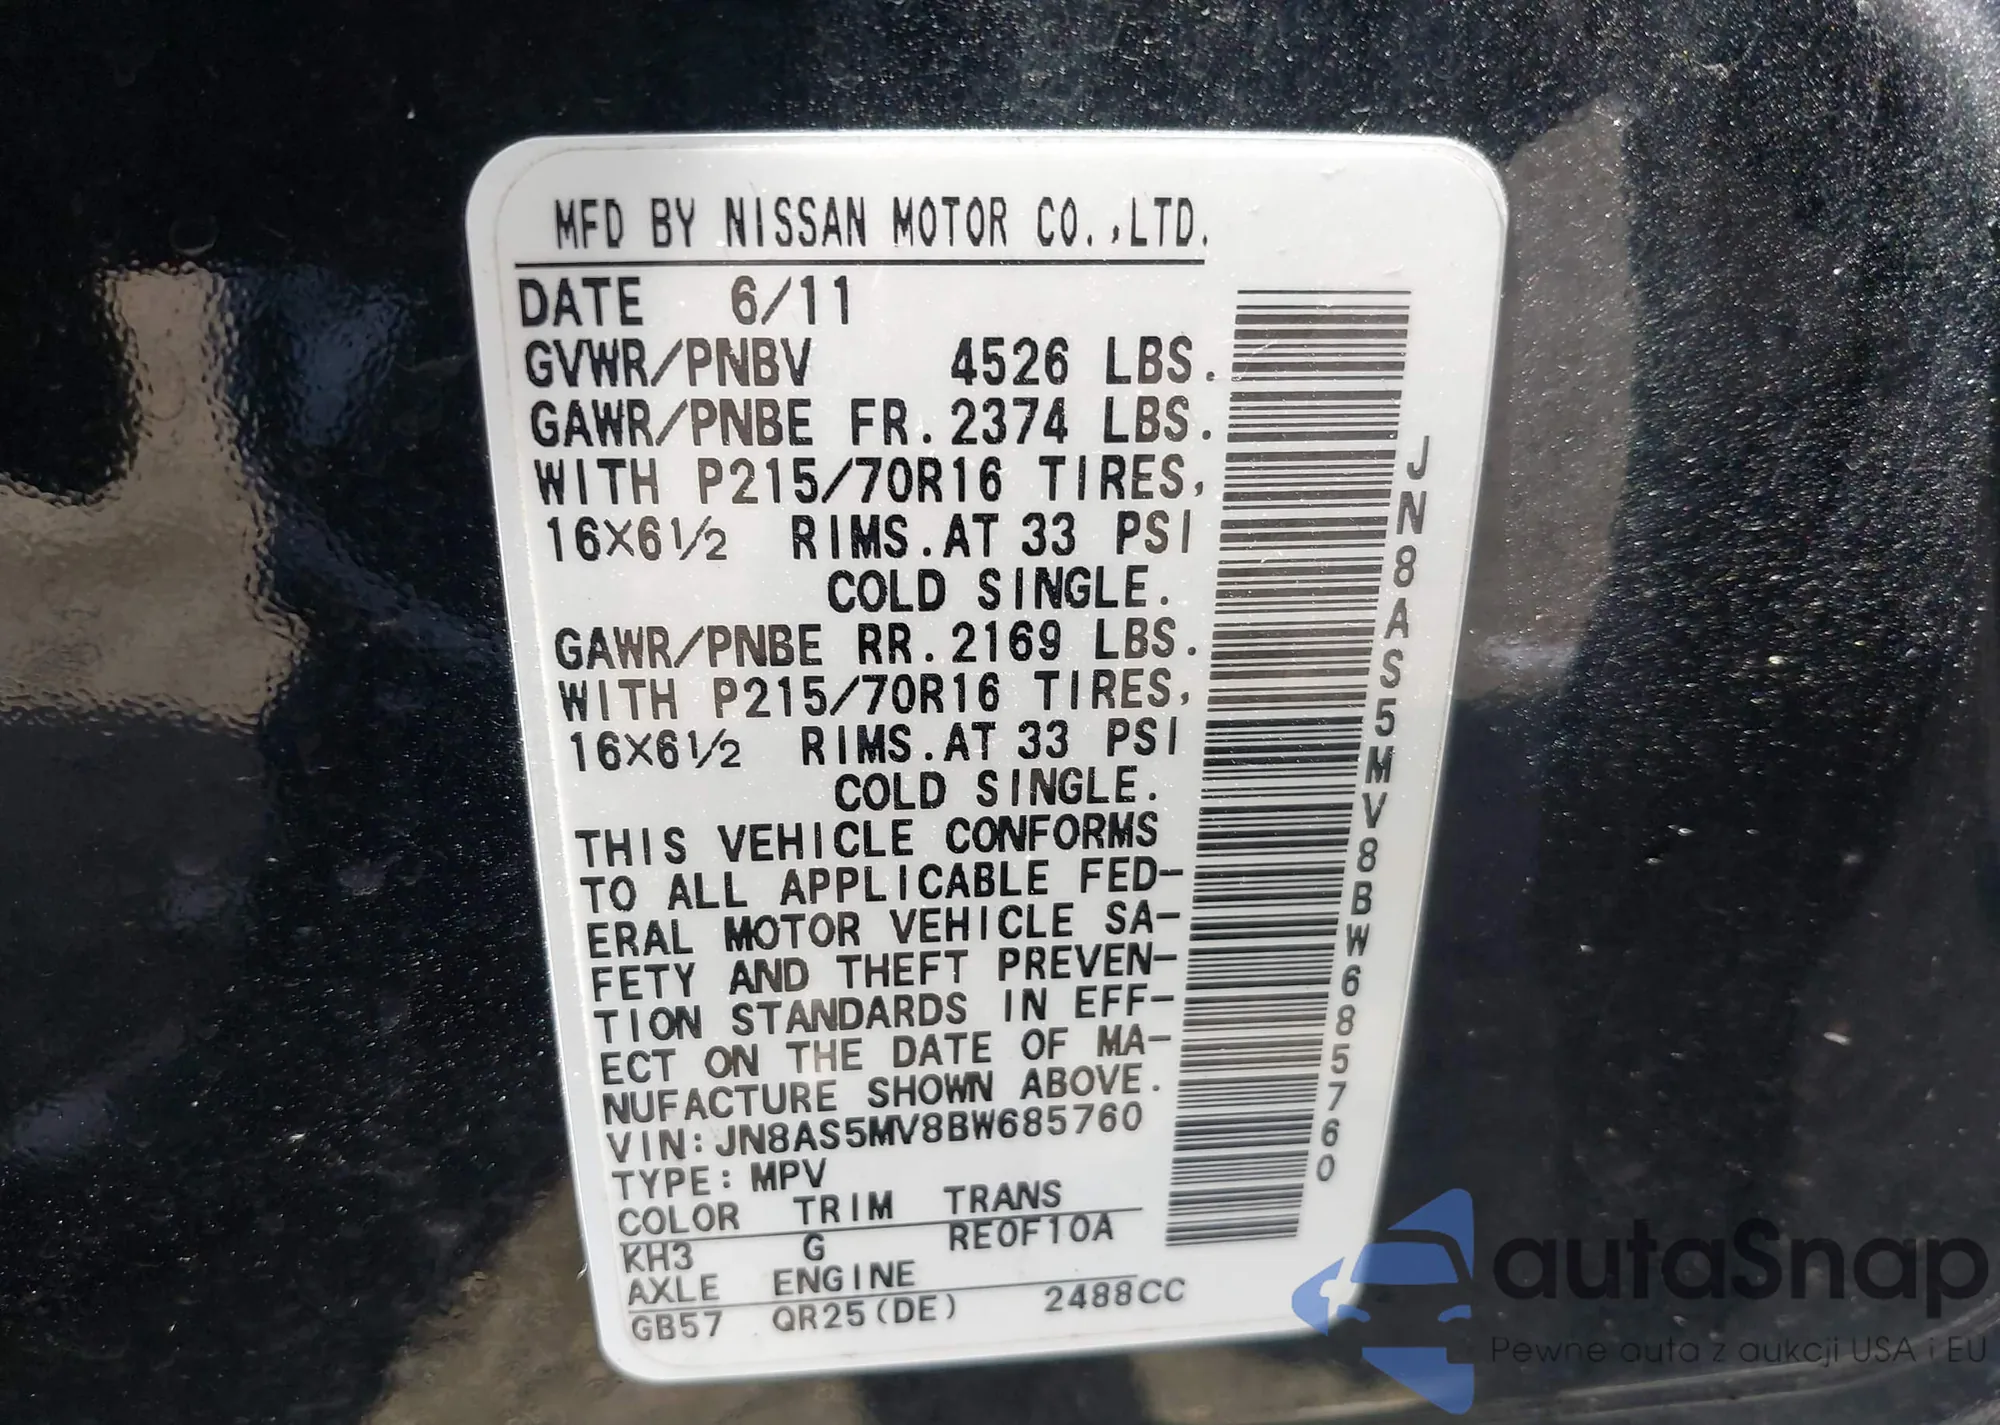 MFD BY NISSAN MOTOR CO.,LTD.
DATE 6/11
GVWR/PNBV 4526 LBS.
GAWR/PNBE FR.2374 LBS.
WITH P215/70R16 TIRES,
16X6½ RIMS.AT 33 PSI
COLD SINGLE.
GAWR/PNBE RR.2169 LBS.
WITH P215/70R16 TIRES,
16X6½ RIMS.AT 33 PSI
COLD SINGLE.
THIS VEHICLE CONFORMS
TO ALL APPLICABLE FED-
ERAL MOTOR VEHICLE SA-
FETY AND THEFT PREVEN-
TION STANDARDS IN EFF-
ECT ON THE DATE OF MA-
NUFACTURE SHOWN ABOVE.
VIN:JN8AS5MV8BW685760
TYPE:MPV
COLOR TRIM TRANS
KH3 G RE0F10A
AXLE ENGINE
GB57 QR25(DE) 2488CC
JN8AS5MV8BW685760
autaSnap
Pewne auta z aukcji USA i EU